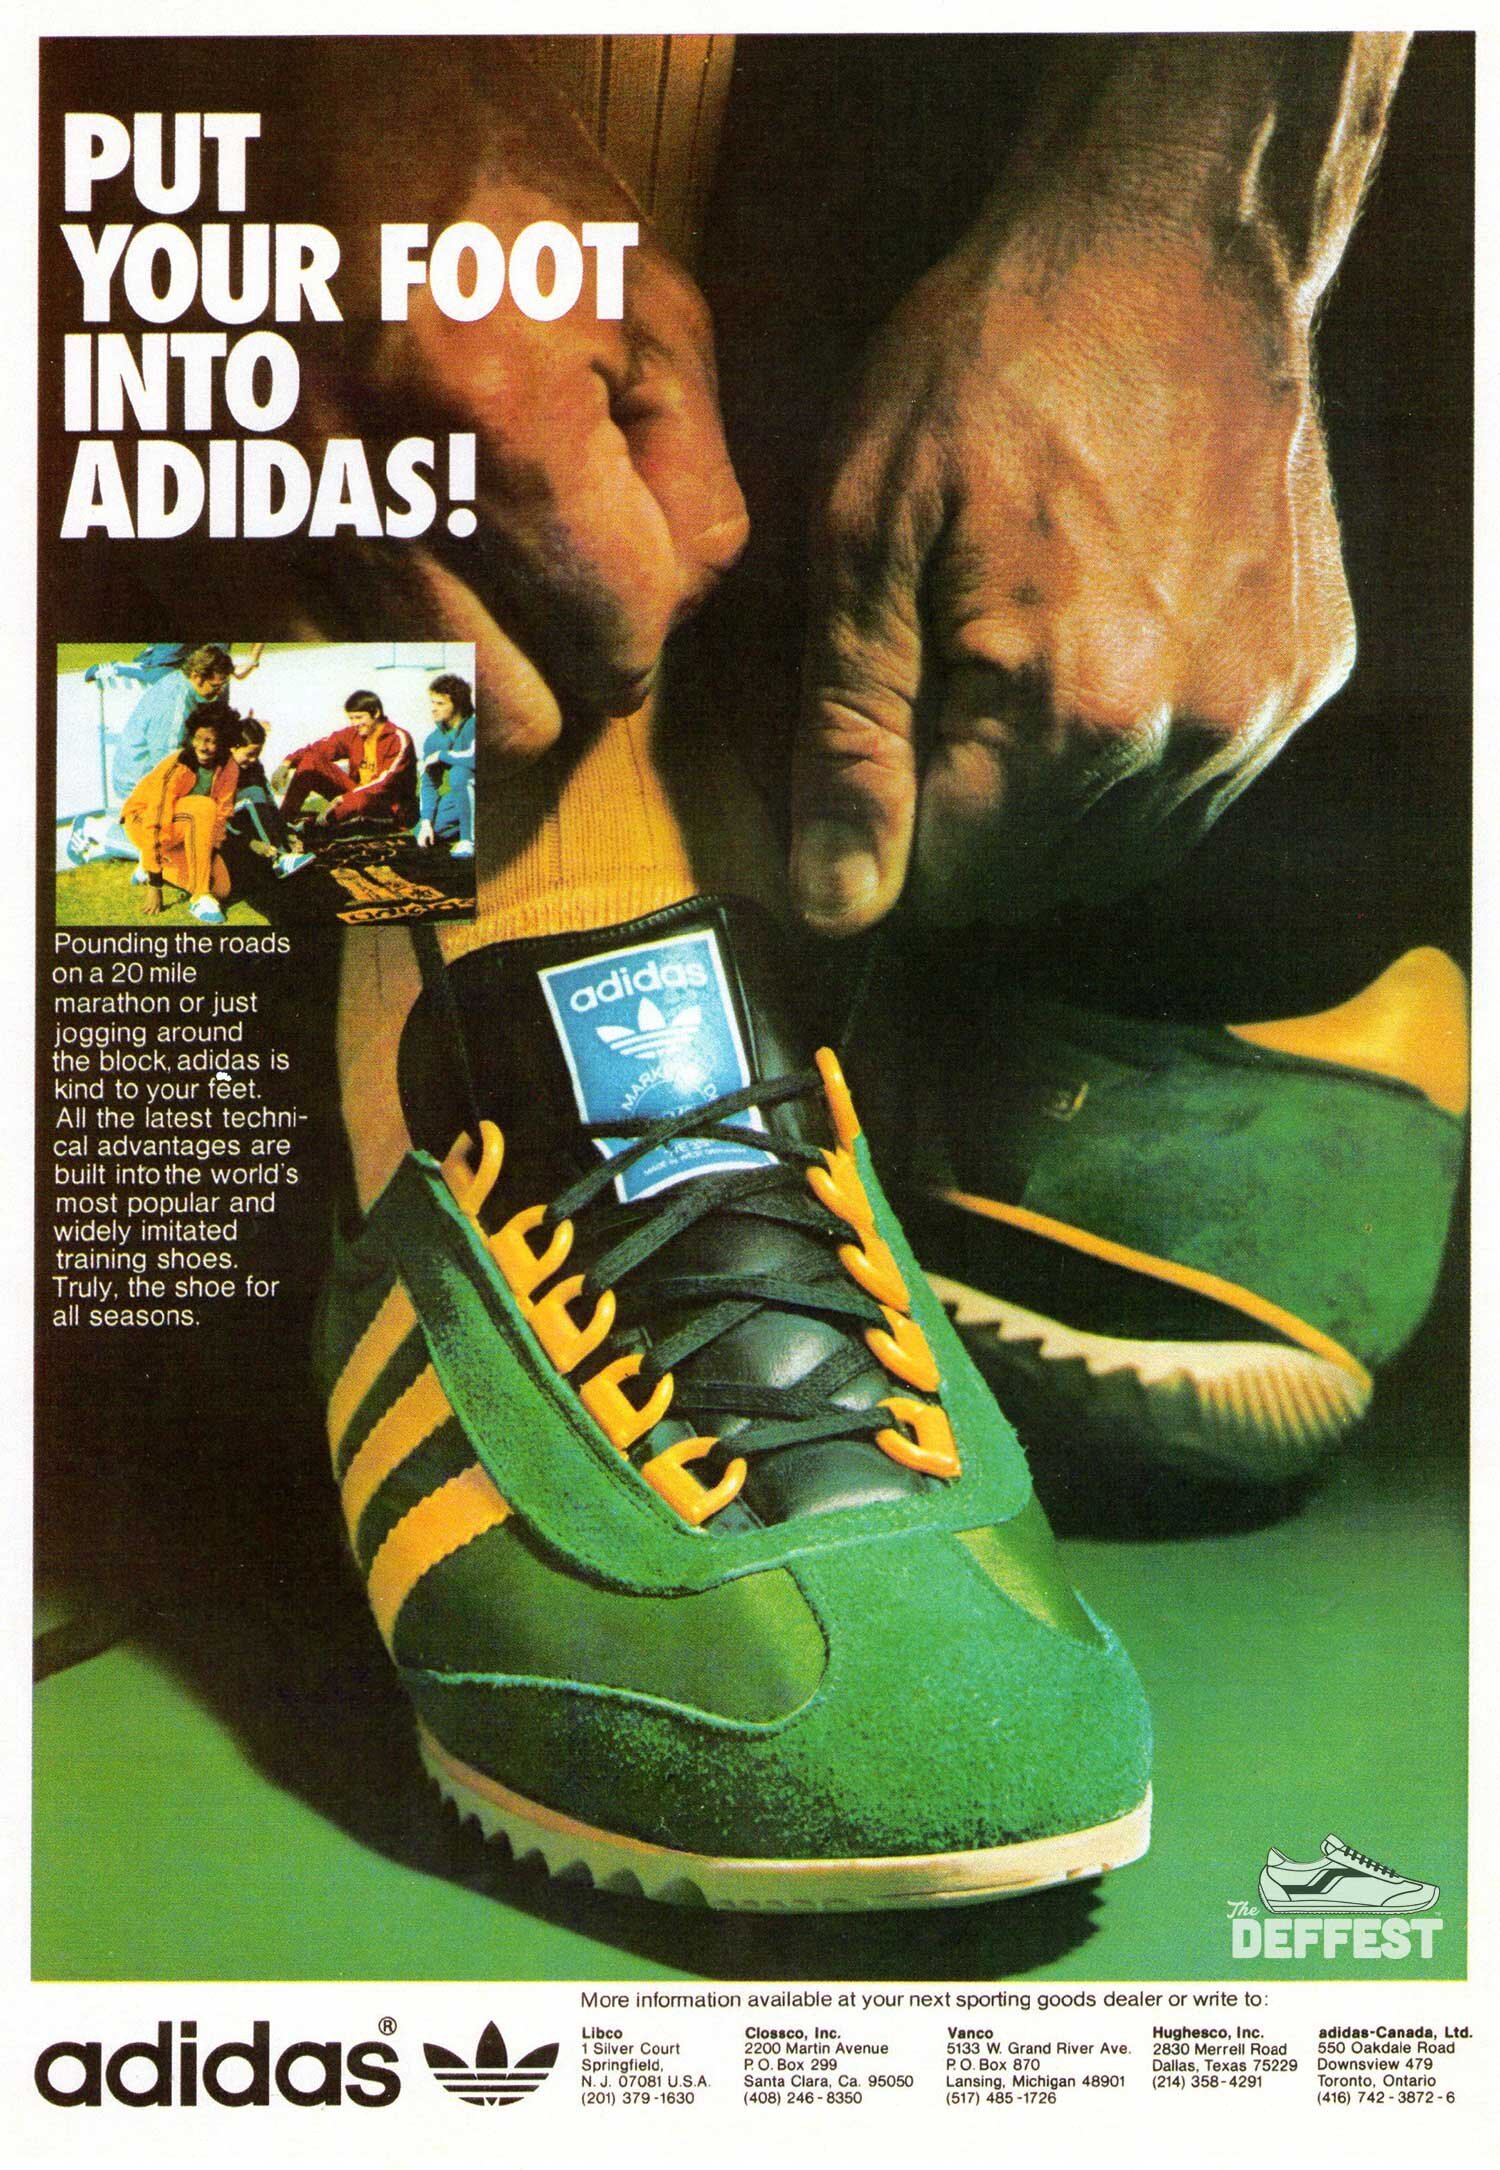 PUT
YOUR FOOT
INTO
ADIDAS!
Pounding the roads
on a 20 mile
marathon or just
jogging around
the block, adidas is
kind to your feet.
All the latest techni-
cal advantages are
built into the world's
most popular and
widely imitated
training shoes.
Truly, the shoe for
all seasons.
adidas
adidas
MADE IN WEST GERMANY
The
DEFFEST
adidas®
More information available at your next sporting goods dealer or write to:
Libco
1 Silver Court
Springfield,
N. J. 07081 U.S.A.
(201) 379-1630
Clossco, Inc.
2200 Martin Avenue
P. O. Box 299
Santa Clara, Ca. 95050
(408) 246-8350
Vanco
5133 W. Grand River Ave.
P. O. Box 870
Lansing, Michigan 48901
(517) 485-1726
Hughesco, Inc.
2830 Merrell Road
Dallas, Texas 75229
(214) 358-4291
adidas-Canada, Ltd.
550 Oakdale Road
Downsview 479
Toronto, Ontario
(416) 742-3872-6